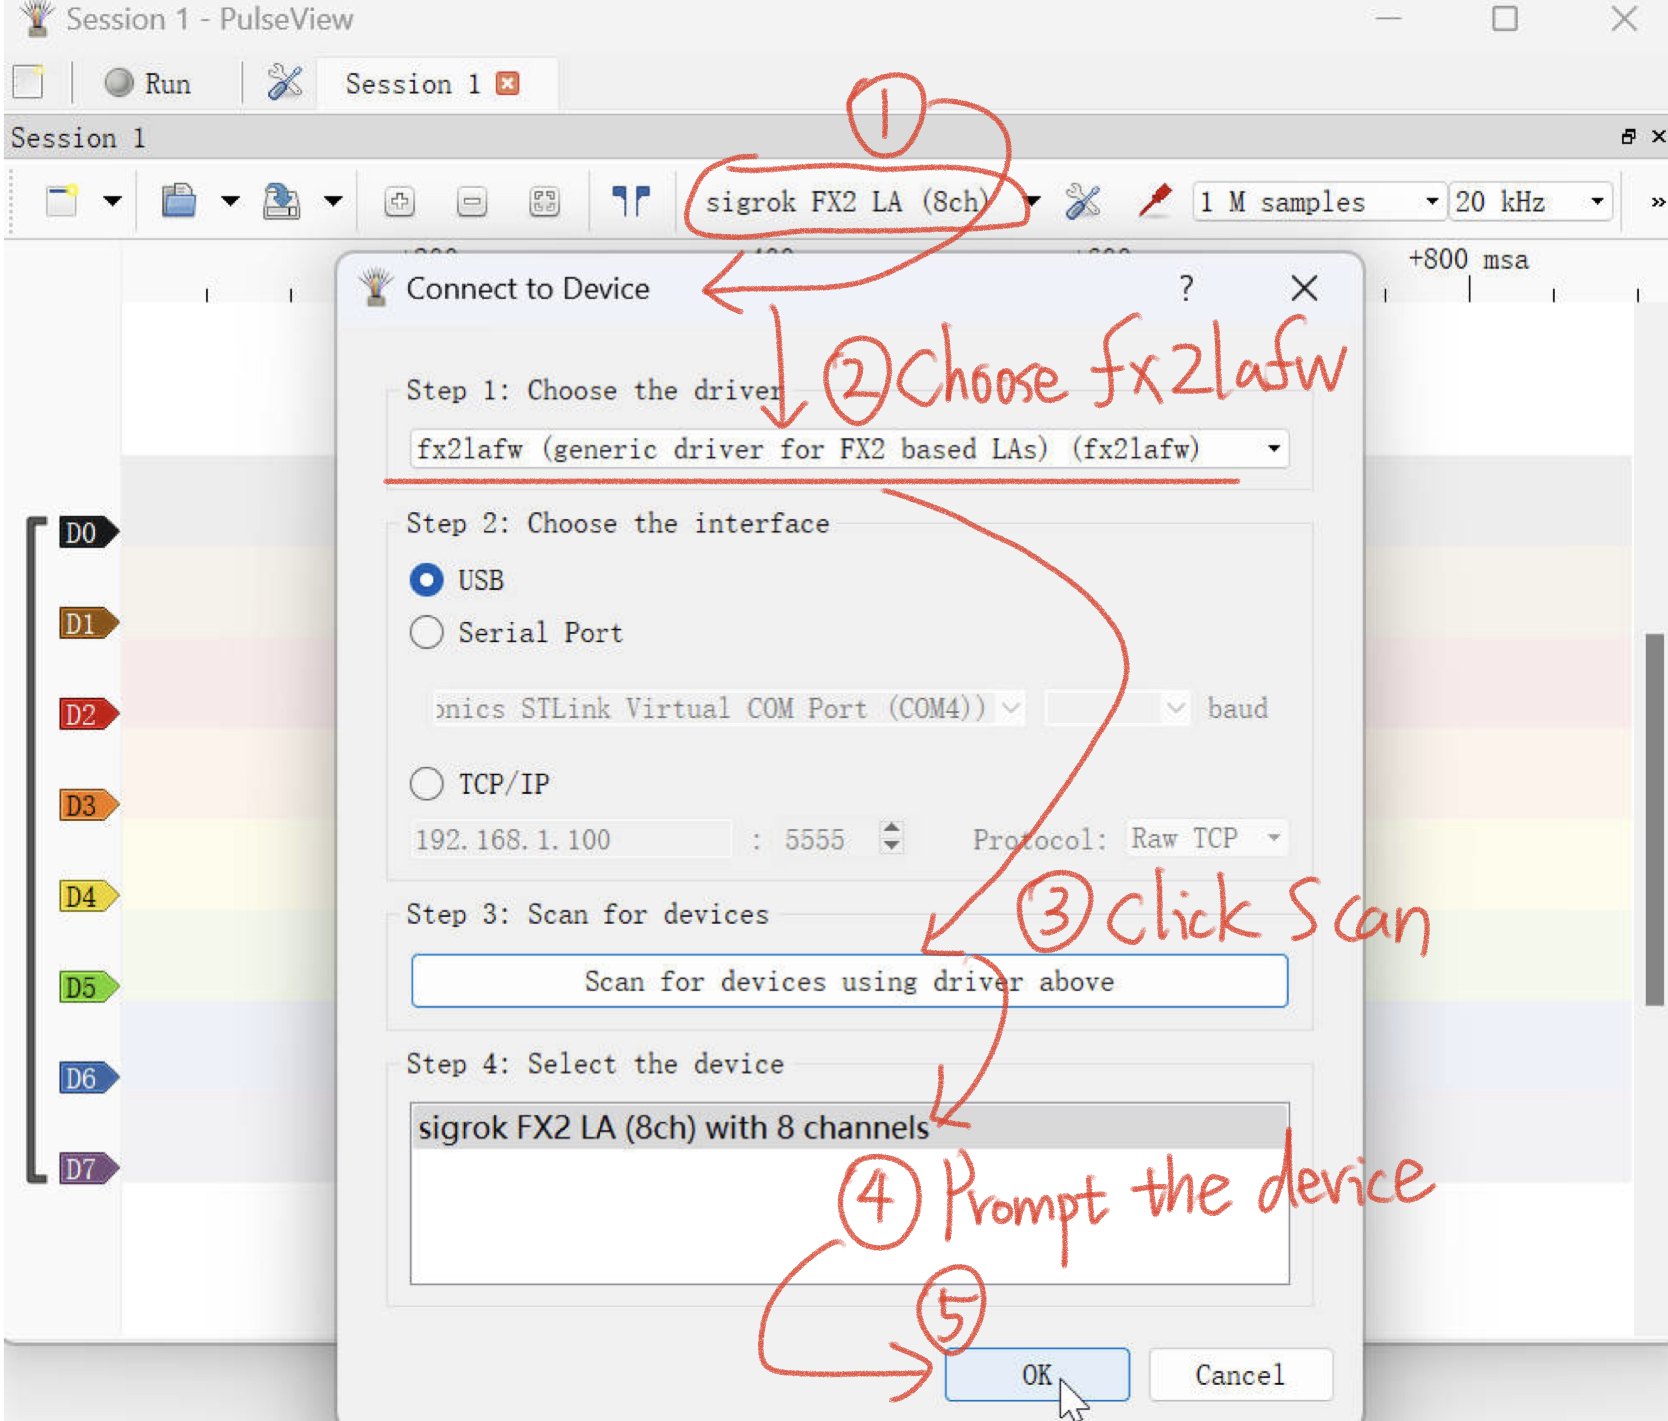 Session 1 - PulseView
Run
Session 1
Session 1
①
sigrok FX2 LA (8ch)
1 M samples
20 kHz
»
+800 msa
Connect to Device
?
② Choose fx2lafw
Step 1: Choose the driver
fx2lafw (generic driver for FX2 based LAs) (fx2lafw)
Step 2: Choose the interface
USB
Serial Port
onics STLink Virtual COM Port (COM4))
baud
TCP/IP
192.168.1.100 : 5555
Protocol: Raw TCP
③ Click Scan
Step 3: Scan for devices
Scan for devices using driver above
Step 4: Select the device
sigrok FX2 LA (8ch) with 8 channels
④ Prompt the device
⑤
OK
Cancel
D0
D1
D2
D3
D4
D5
D6
D7